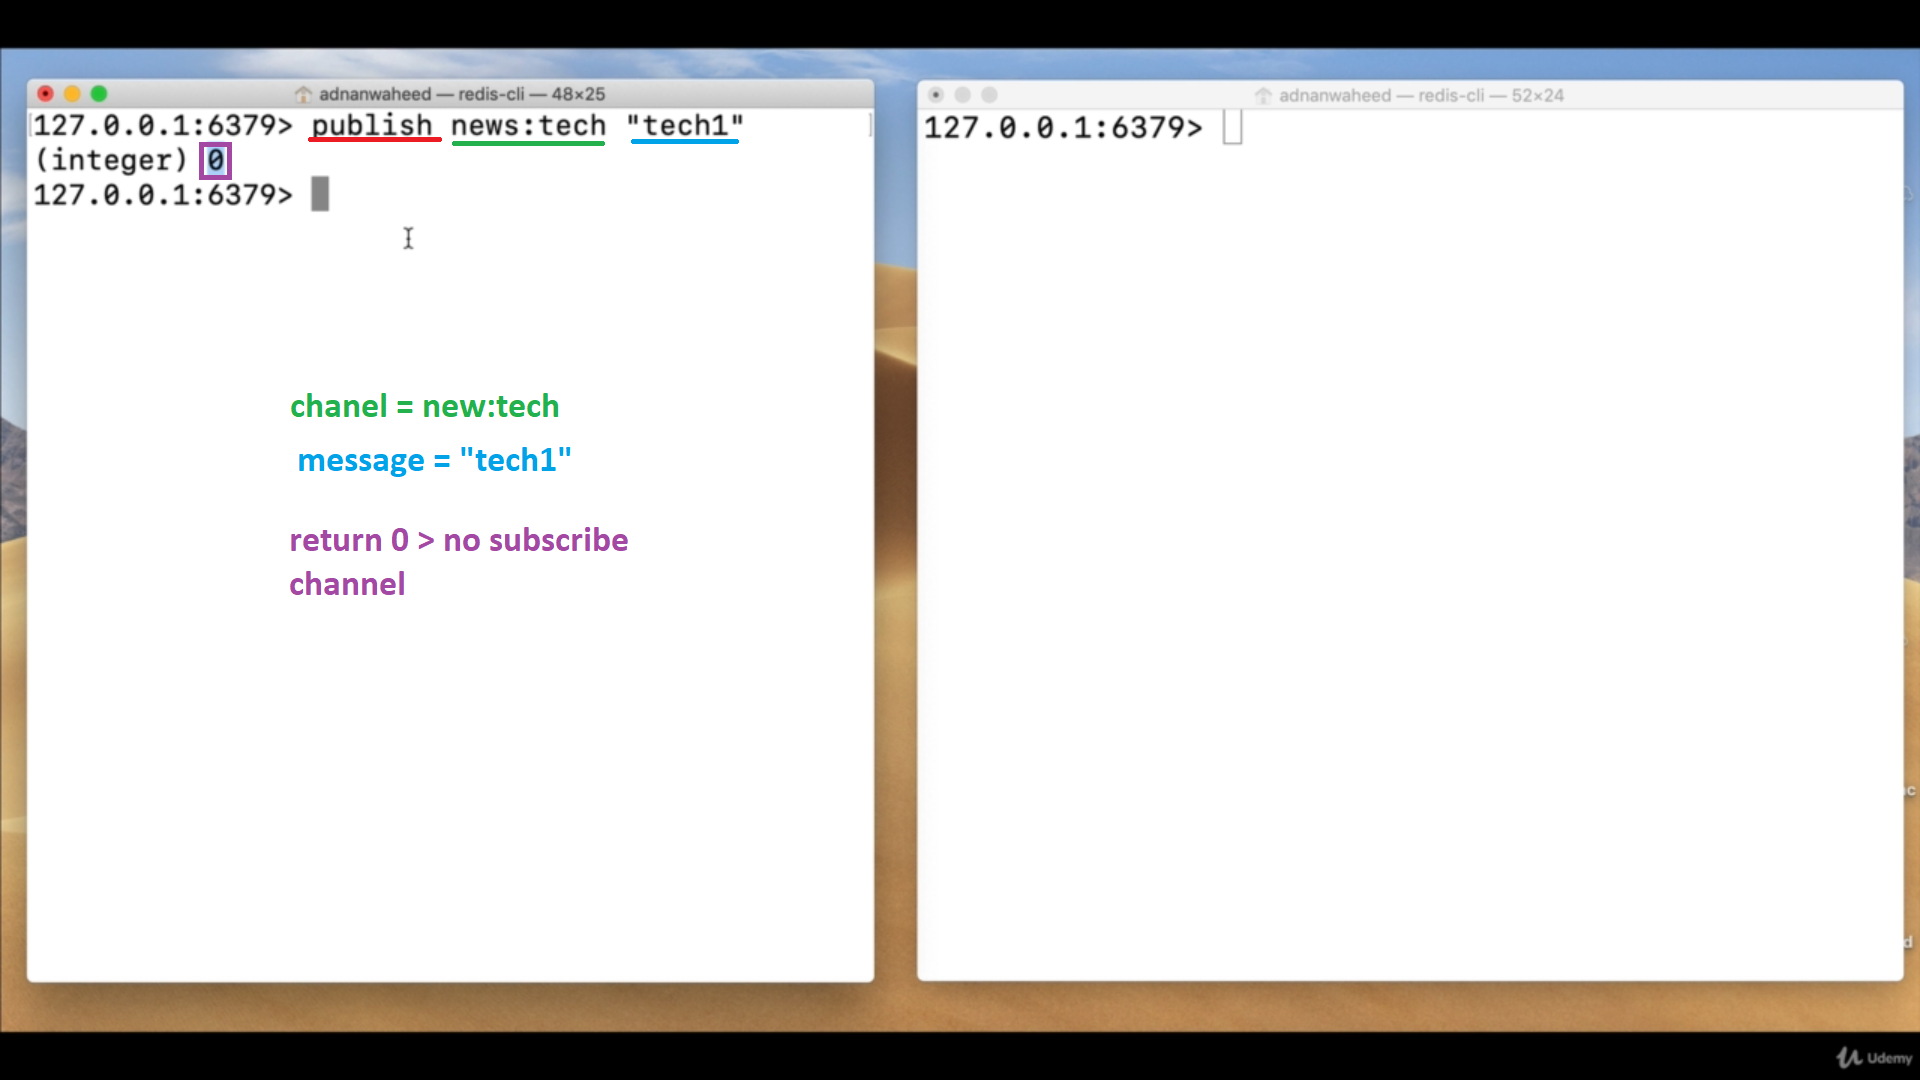 adnanwaheed — redis-cli — 48×25
127.0.0.1:6379> publish news:tech "tech1"
(integer) 0
127.0.0.1:6379>
chanel = new:tech
message = "tech1"
return 0 > no subscribe
channel
adnanwaheed — redis-cli — 52×24
127.0.0.1:6379>
Udemy